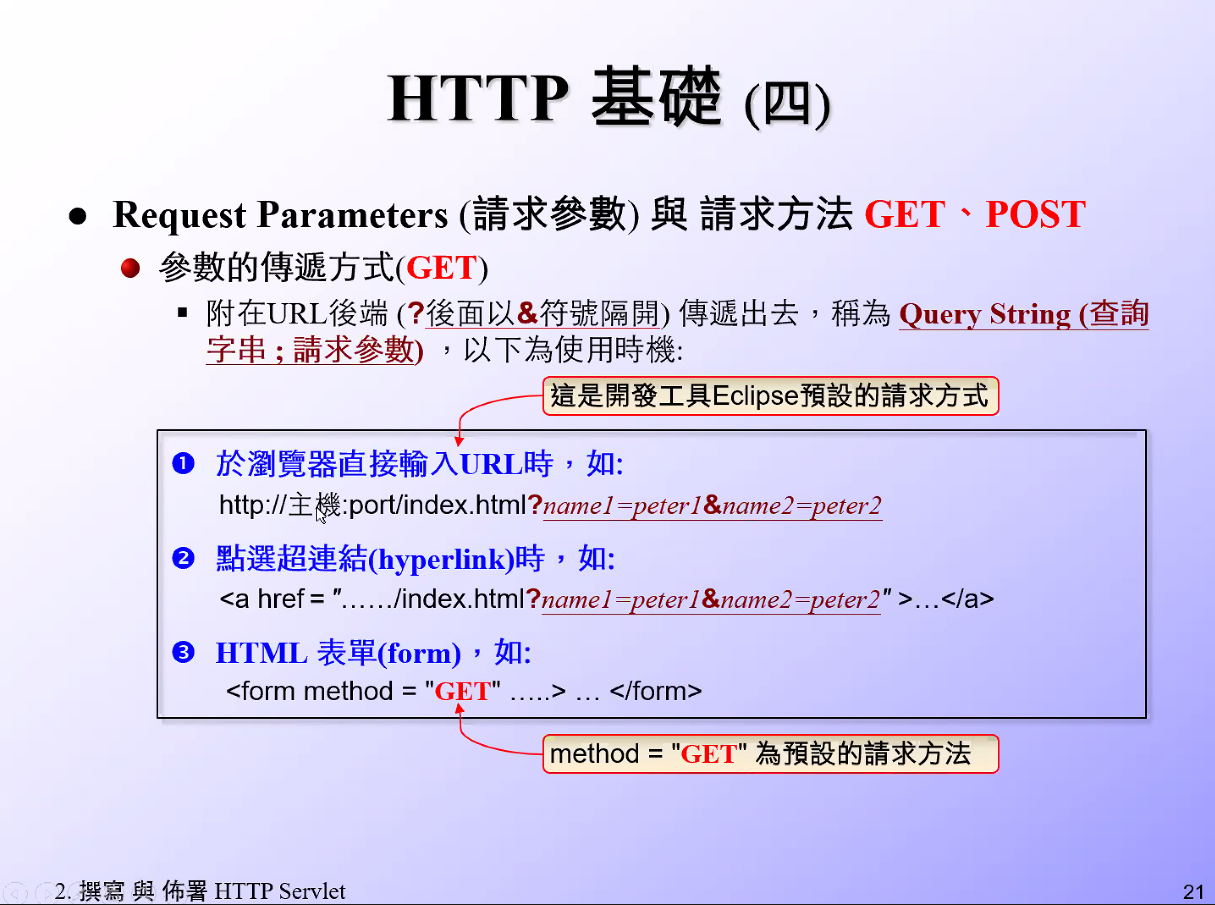 HTTP 基礎 (四)
● Request Parameters (請求參數) 與 請求方法 GET、POST
參數的傳遞方式(GET)
▪ 附在URL後端 (?後面以&符號隔開) 傳遞出去，稱為 Query String (查詢
字串 ; 請求參數) ，以下為使用時機:
這是開發工具Eclipse預設的請求方式
❶ 於瀏覽器直接輸入URL時，如:
http://主機:port/index.html?name1=peter1&name2=peter2
❷ 點選超連結(hyperlink)時，如:
<a href = "……/index.html?name1=peter1&name2=peter2" >…</a>
❸ HTML 表單(form)，如:
<form method = "GET" …..> … </form>
method = "GET" 為預設的請求方法
2. 撰寫 與 佈署 HTTP Servlet
21